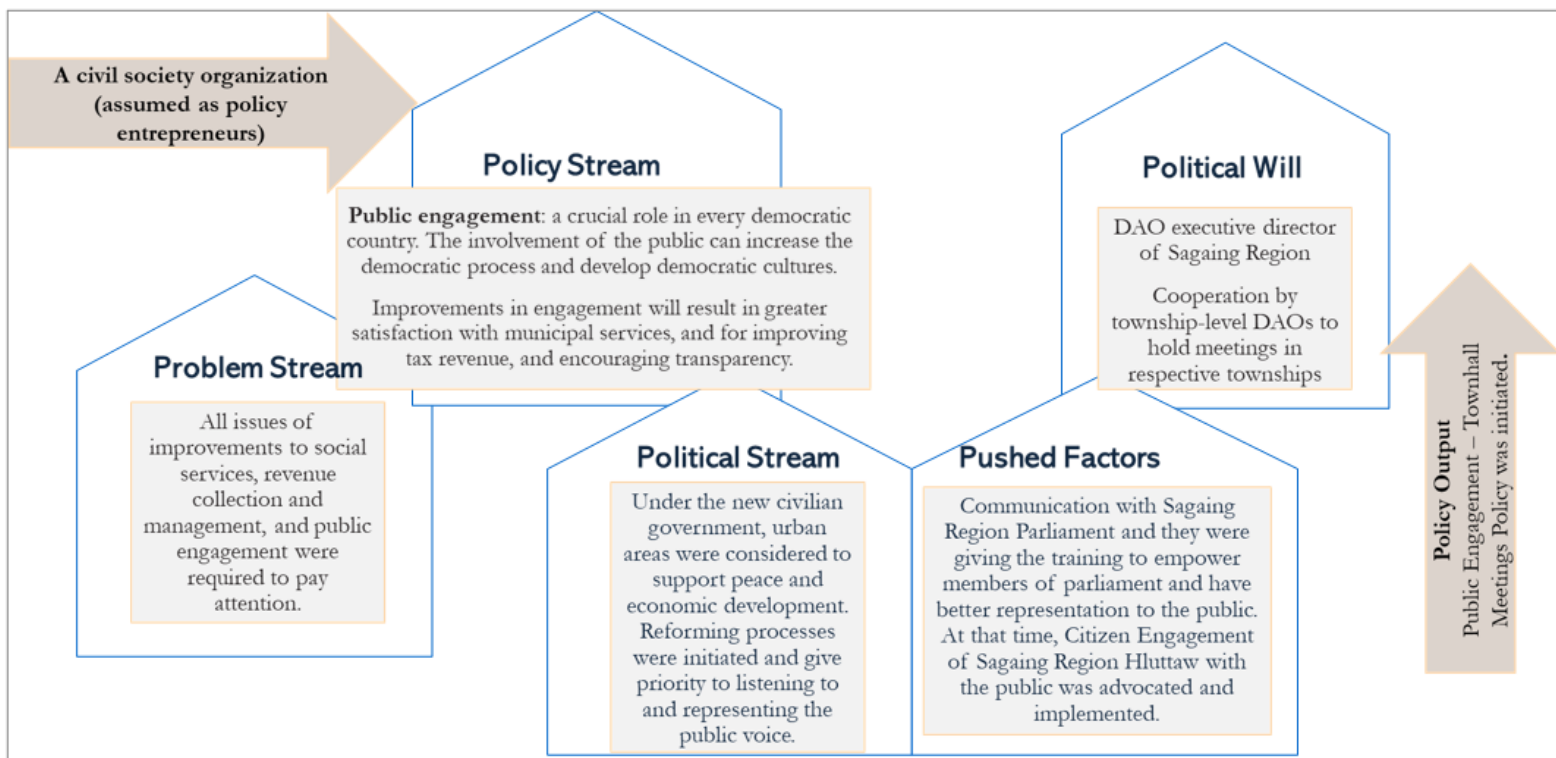 A civil society organization
(assumed as policy
entrepreneurs)
Policy Stream
Public engagement: a crucial role in every democratic
country. The involvement of the public can increase the
democratic process and develop democratic cultures.
Improvements in engagement will result in greater
satisfaction with municipal services, and for improving
tax revenue, and encouraging transparency.
Problem Stream
All issues of
improvements to social
services, revenue
collection and
management, and public
engagement were
required to pay
attention.
Political Stream
Under the new civilian
government, urban
areas were considered to
support peace and
economic development.
Reforming processes
were initiated and give
priority to listening to
and representing the
public voice.
Pushed Factors
Communication with Sagaing
Region Parliament and they were
giving the training to empower
members of parliament and have
better representation to the public.
At that time, Citizen Engagement
of Sagaing Region Hluttaw with
the public was advocated and
implemented.
Political Will
DAO executive director
of Sagaing Region
Cooperation by
township-level DAOs to
hold meetings in
respective townships
Policy Output
Public Engagement – Townhall
Meetings Policy was initiated.